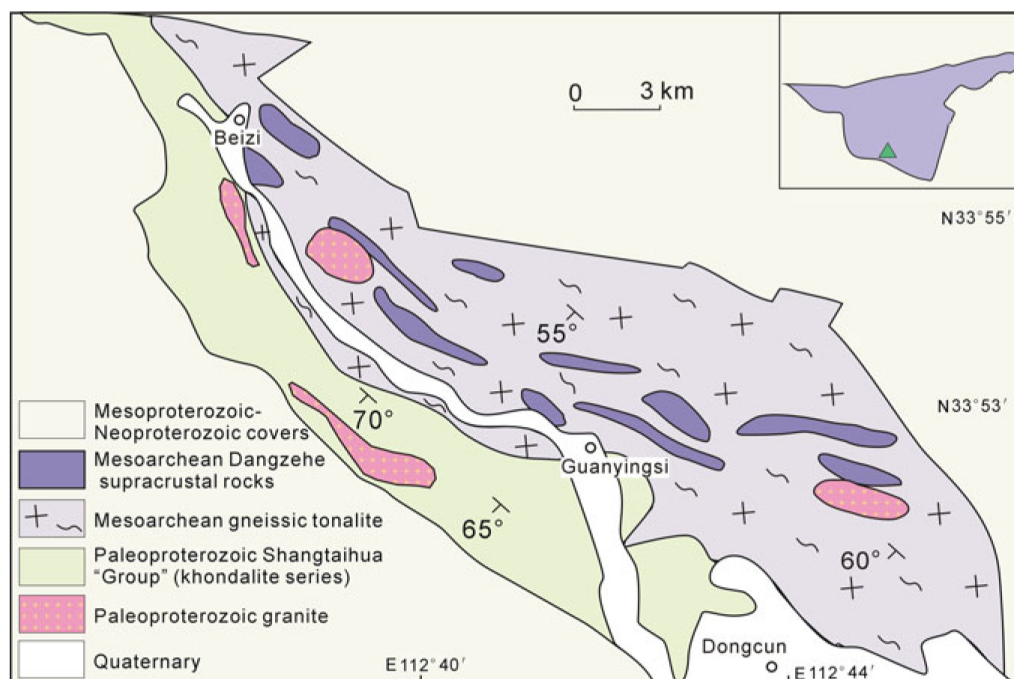 0 3 km
Beizi
N33°55′
55°
N33°53′
70°
Guanyingsi
65°
60°
Mesoproterozoic-
Neoproterozoic covers
Mesoarchean Dangzehe
supracrustal rocks
Mesoarchean gneissic tonalite
Paleoproterozoic Shangtaihua
“Group” (khondalite series)
Paleoproterozoic granite
Quaternary
E112°40′
Dongcun
E112°44′